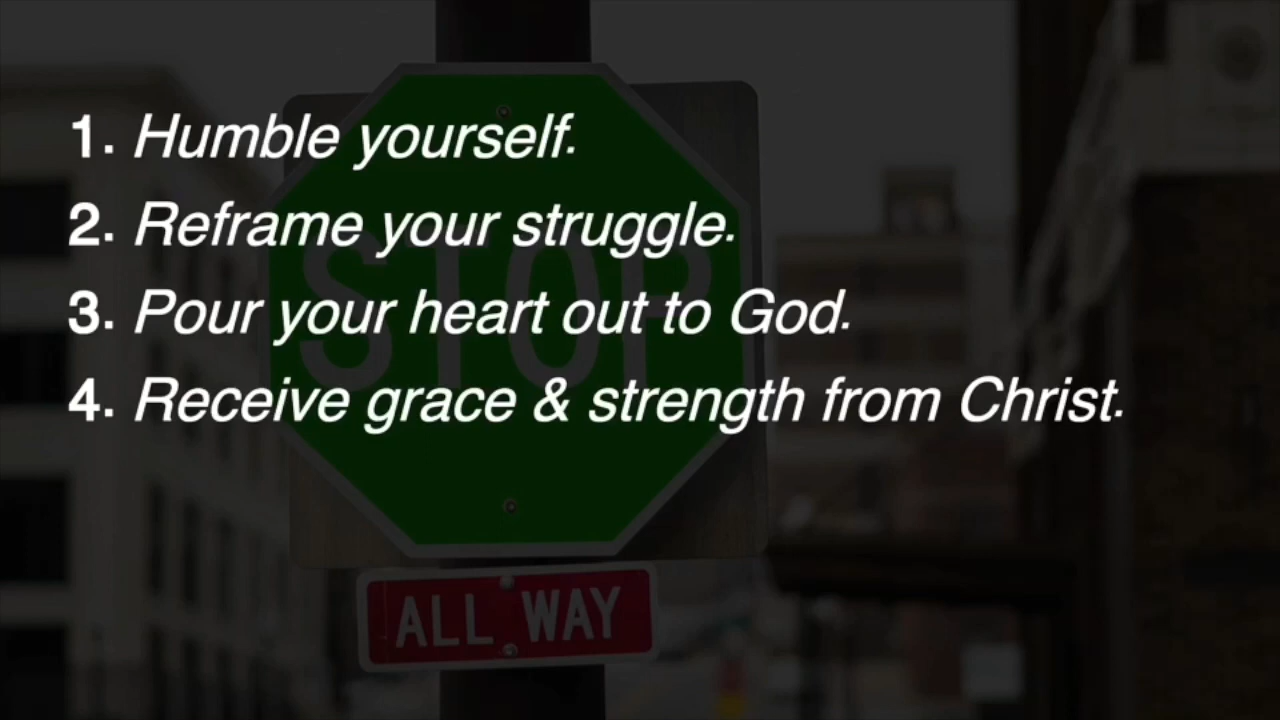 1. Humble yourself.
2. Reframe your struggle.
3. Pour your heart out to God.
4. Receive grace & strength from Christ.
STOP
ALL WAY